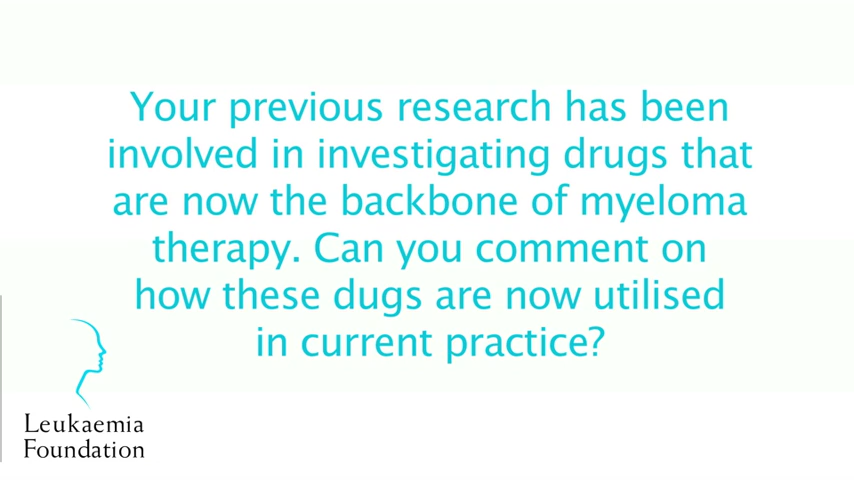 Your previous research has been
involved in investigating drugs that
are now the backbone of myeloma
therapy. Can you comment on
how these dugs are now utilised
in current practice?
Leukaemia
Foundation